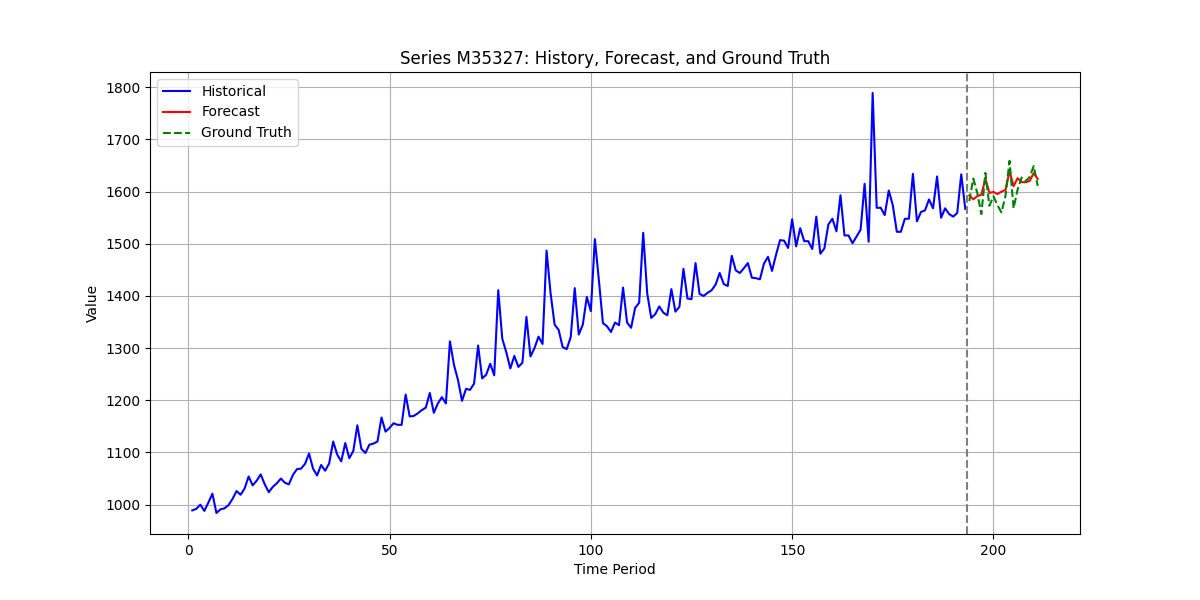 Series M35327: History, Forecast, and Ground Truth
Historical
Forecast
Ground Truth
1800
1700
1600
1500
1400
1300
1200
1100
1000
Value
0 50 100 150 200
Time Period